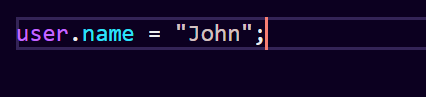 user.name = "John";